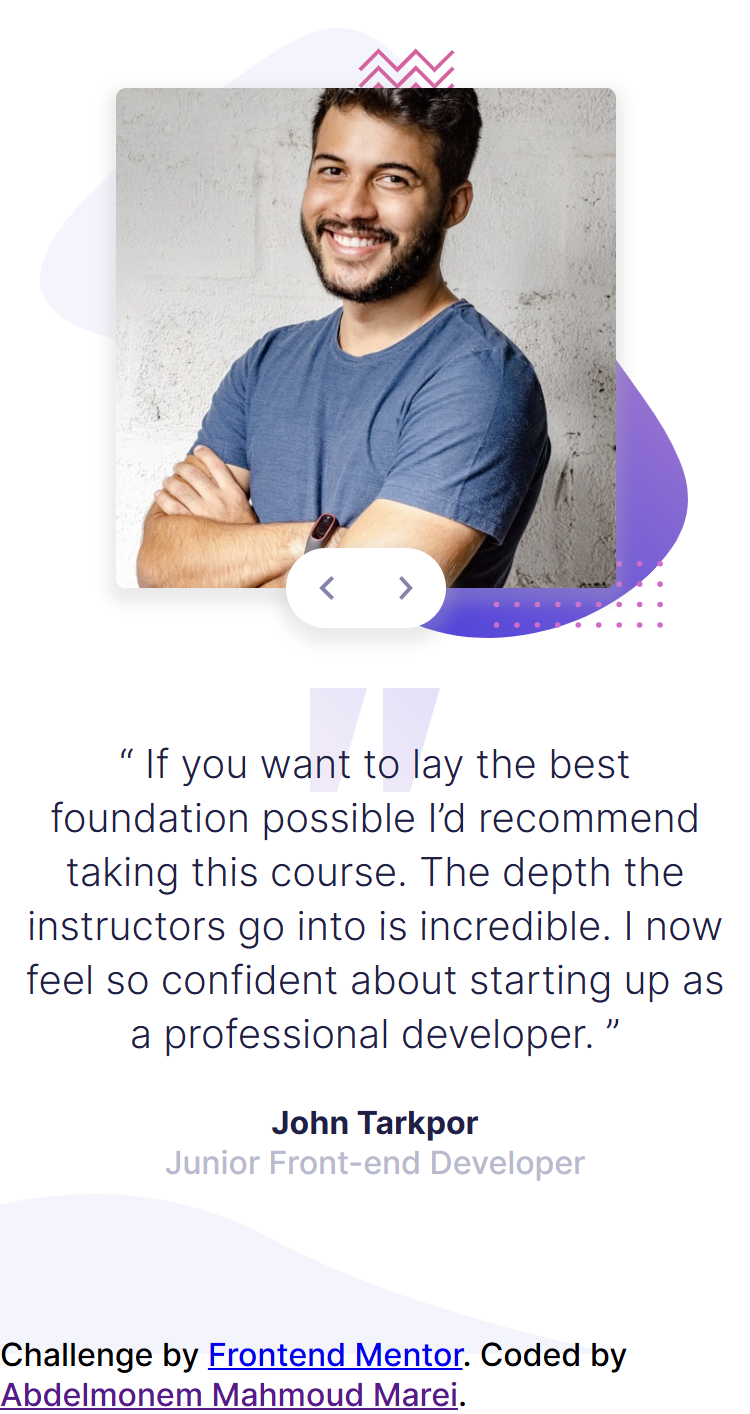 “ If you want to lay the best
foundation possible I’d recommend
taking this course. The depth the
instructors go into is incredible. I now
feel so confident about starting up as
a professional developer. ”
John Tarkpor
Junior Front-end Developer
Challenge by Frontend Mentor. Coded by
Abdelmonem Mahmoud Marei.